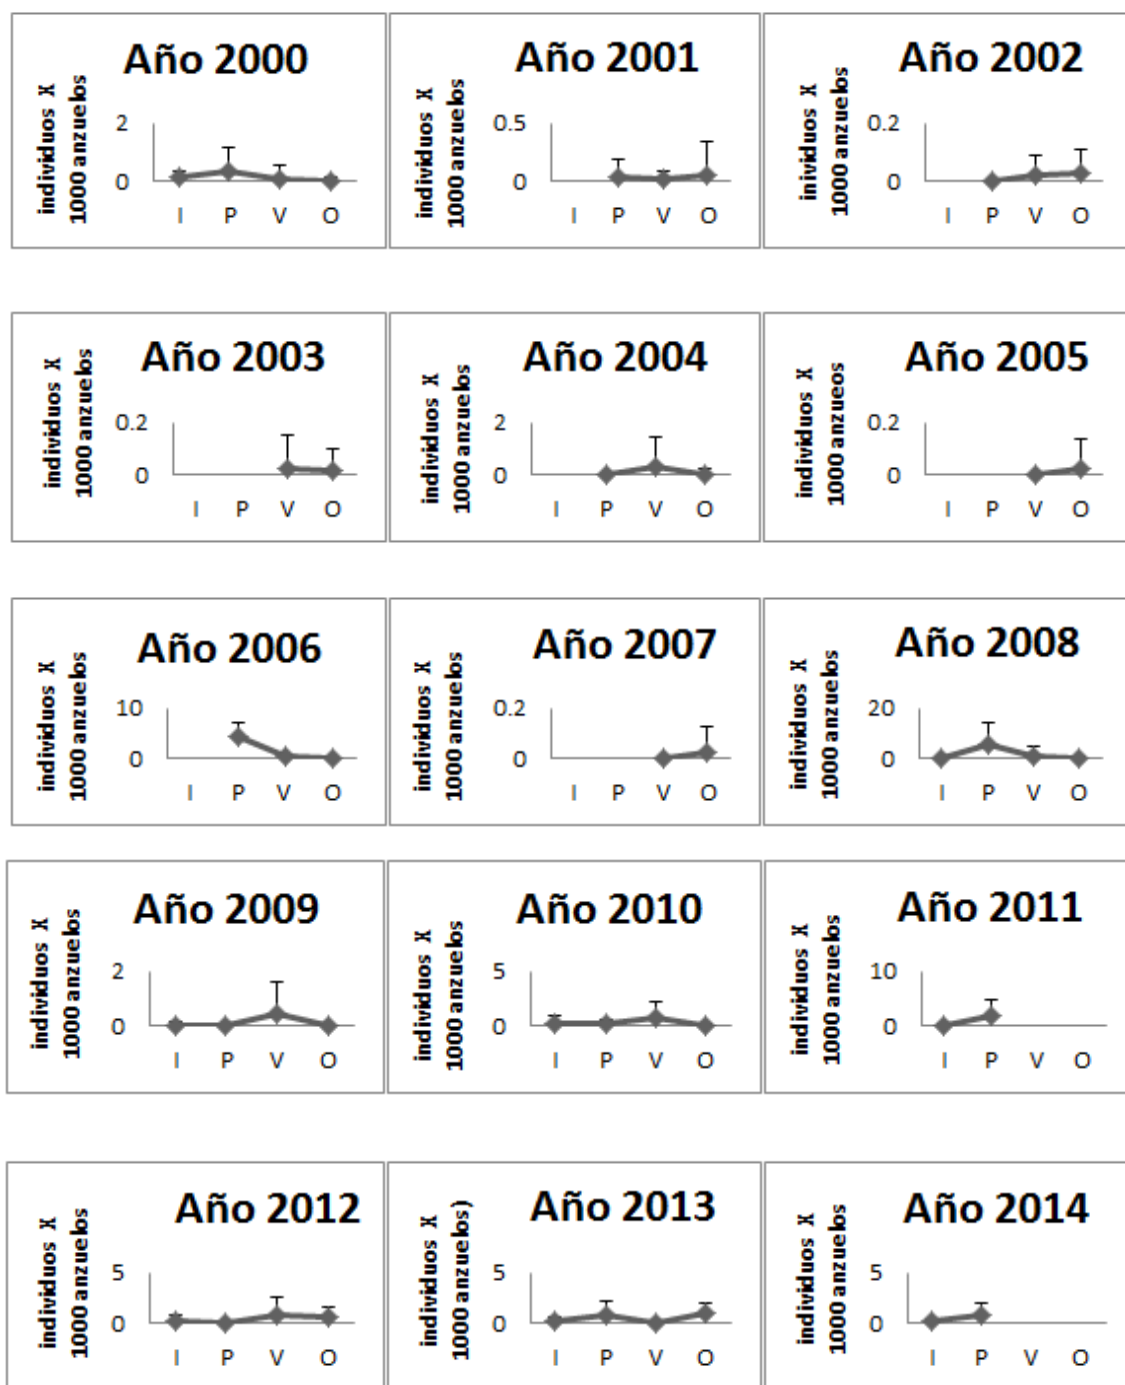 Año 2000
individuos X
1000 anzuelos
2
0
I P V O
Año 2001
individuos X
1000 anzuelos
0.5
0
I P V O
Año 2002
inividuos X
1000 anzuelos
0.2
0
I P V O
Año 2003
individuos X
1000 anzuelos
0.2
0
I P V O
Año 2004
individuos X
1000 anzuelos
2
0
I P V O
Año 2005
individuos X
1000 anzueos
0.2
0
I P V O
Año 2006
individuos X
1000 anzuelos
10
0
I P V O
Año 2007
individuos X
1000 anzuelos
0.2
0
I P V O
Año 2008
individuos X
1000 anzuelos
20
0
I P V O
Año 2009
individuos X
1000 anzuelos
2
0
I P V O
Año 2010
individuos X
1000 anzuelos
5
0
I P V O
Año 2011
individuos X
1000 anzuelos
10
0
I P V O
Año 2012
individuos X
1000 anzuelos
5
0
I P V O
Año 2013
individuos X
1000 anzuelos)
5
0
I P V O
Año 2014
individuos X
1000 anzuelos
5
0
I P V O